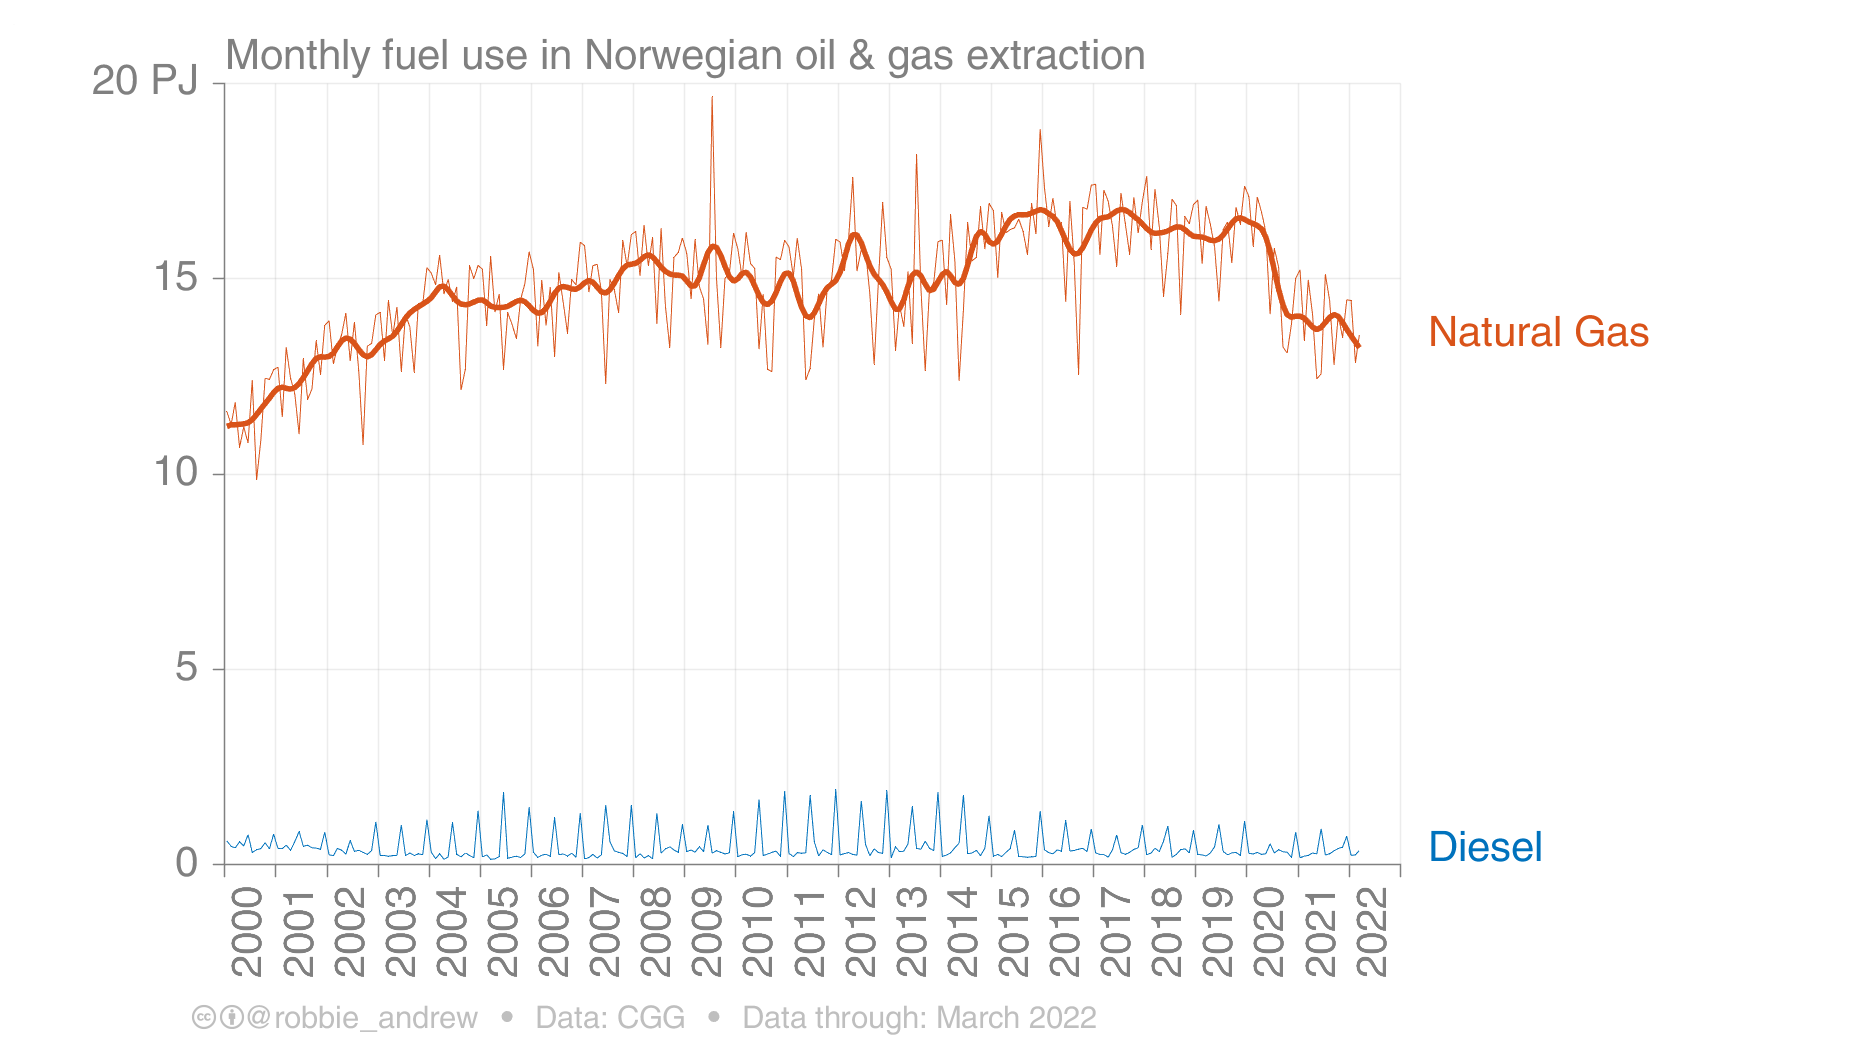 Monthly fuel use in Norwegian oil & gas extraction
20 PJ
15
10
5
0
Natural Gas
Diesel
2000 2001 2002 2003 2004 2005 2006 2007 2008 2009 2010 2011 2012 2013 2014 2015 2016 2017 2018 2019 2020 2021 2022
cc @robbie_andrew • Data: CGG • Data through: March 2022